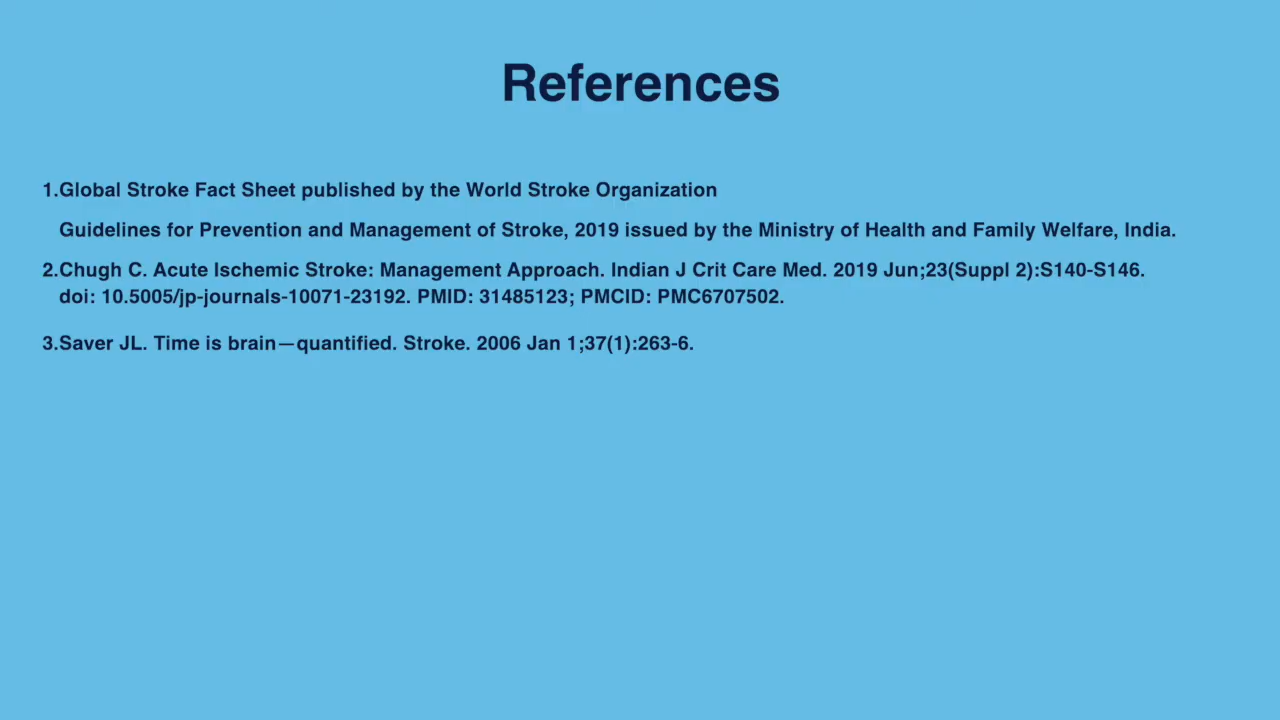 References
1.Global Stroke Fact Sheet published by the World Stroke Organization
Guidelines for Prevention and Management of Stroke, 2019 issued by the Ministry of Health and Family Welfare, India.
2.Chugh C. Acute Ischemic Stroke: Management Approach. Indian J Crit Care Med. 2019 Jun;23(Suppl 2):S140-S146.
doi: 10.5005/jp-journals-10071-23192. PMID: 31485123; PMCID: PMC6707502.
3.Saver JL. Time is brain—quantified. Stroke. 2006 Jan 1;37(1):263-6.